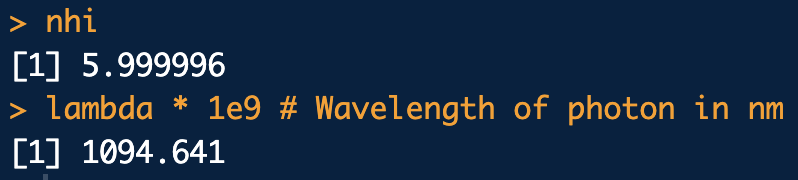 > nhi
[1] 5.999996
> lambda * 1e9 # Wavelength of photon in nm
[1] 1094.641